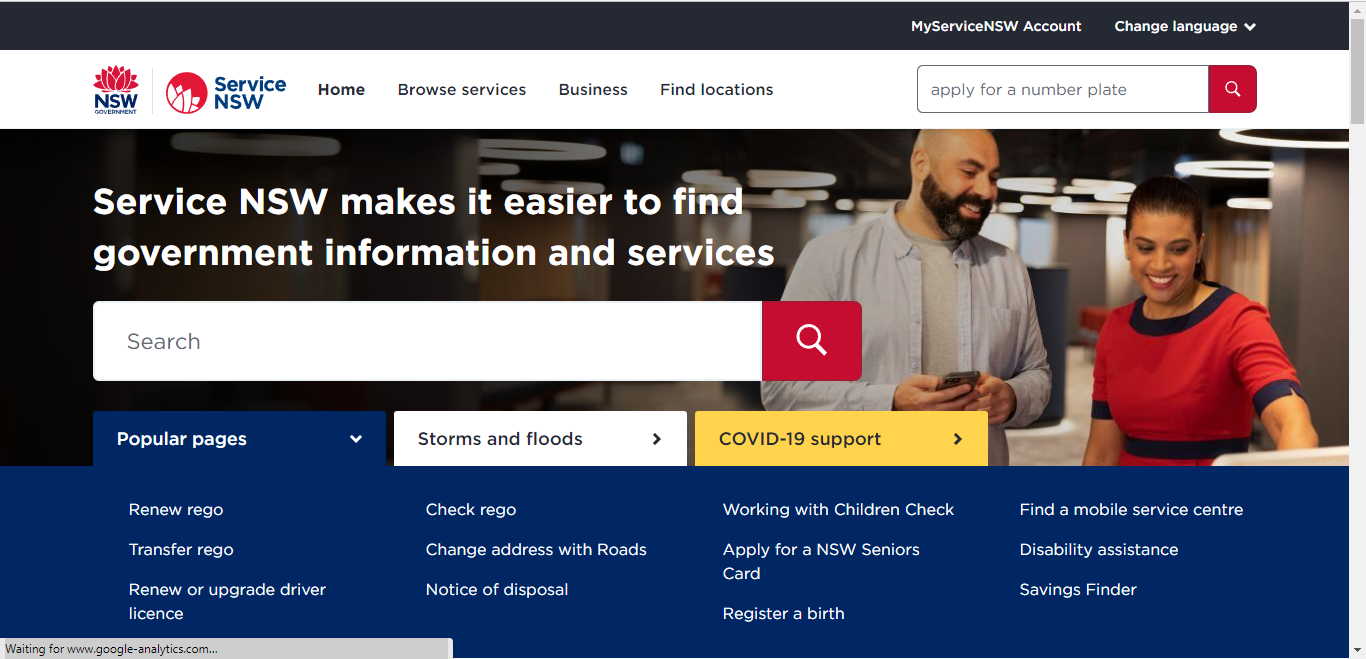 MyServiceNSW Account
Change language
NSW
GOVERNMENT
Service
NSW
Home
Browse services
Business
Find locations
apply for a number plate
Service NSW makes it easier to find
government information and services
Search
Popular pages
Storms and floods
COVID-19 support
Renew rego
Transfer rego
Renew or upgrade driver
licence
Check rego
Change address with Roads
Notice of disposal
Working with Children Check
Apply for a NSW Seniors
Card
Register a birth
Find a mobile service centre
Disability assistance
Savings Finder
Waiting for www.google-analytics.com...